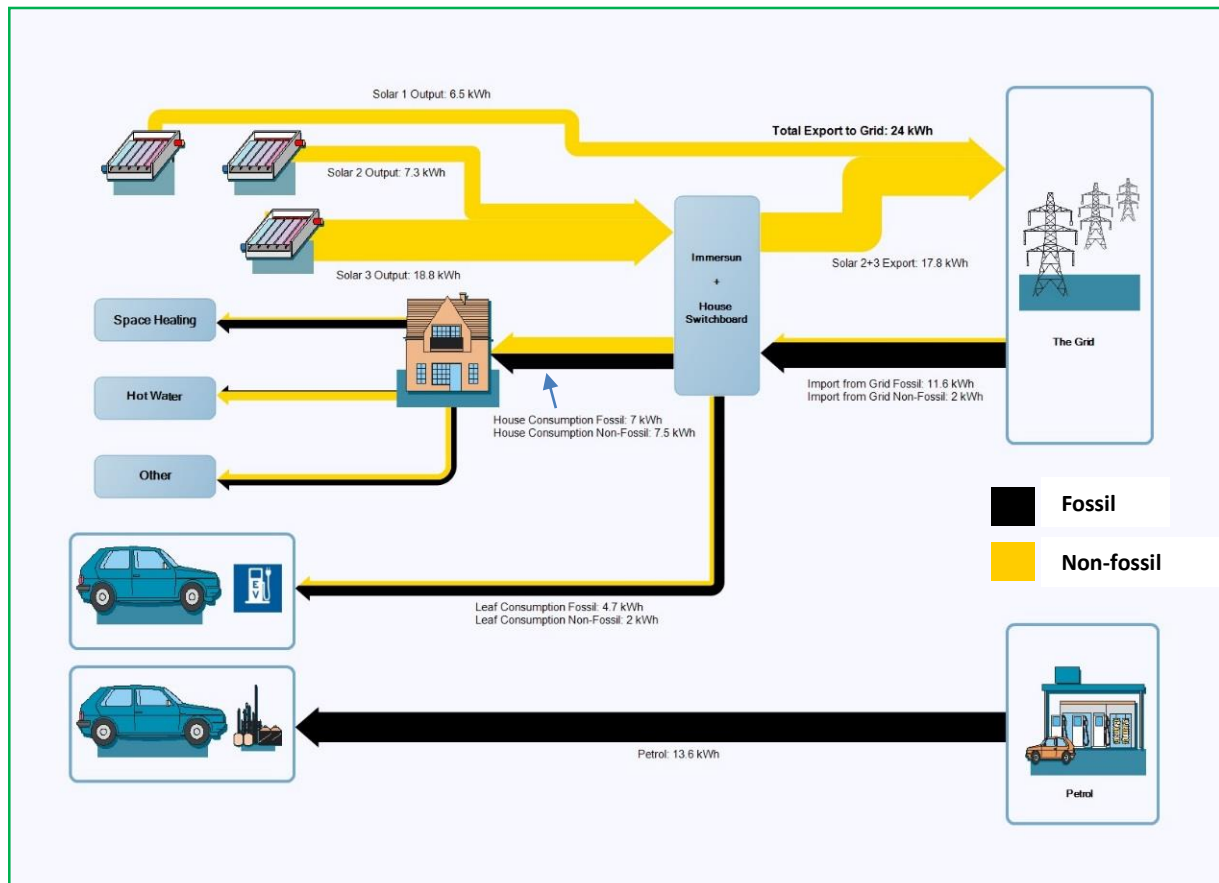 Solar 1 Output: 6.5 kWh
Total Export to Grid: 24 kWh
Solar 2 Output: 7.3 kWh
Solar 3 Output: 18.8 kWh
Immersun
+
House
Switchboard
Solar 2+3 Export: 17.8 kWh
The Grid
Space Healing
Hot Water
Other
House Consumption Fossil: 7 kWh
House Consumption Non-Fossil: 7.5 kWh
Import from Grid Fossil: 11.6 kWh
Import from Grid Non-Fossil: 2 kWh
Fossil
Non-fossil
EV
Leaf Consumption Fossil: 4.7 kWh
Leaf Consumption Non-Fossil: 2 kWh
Petrol: 13.6 kWh
Petrol